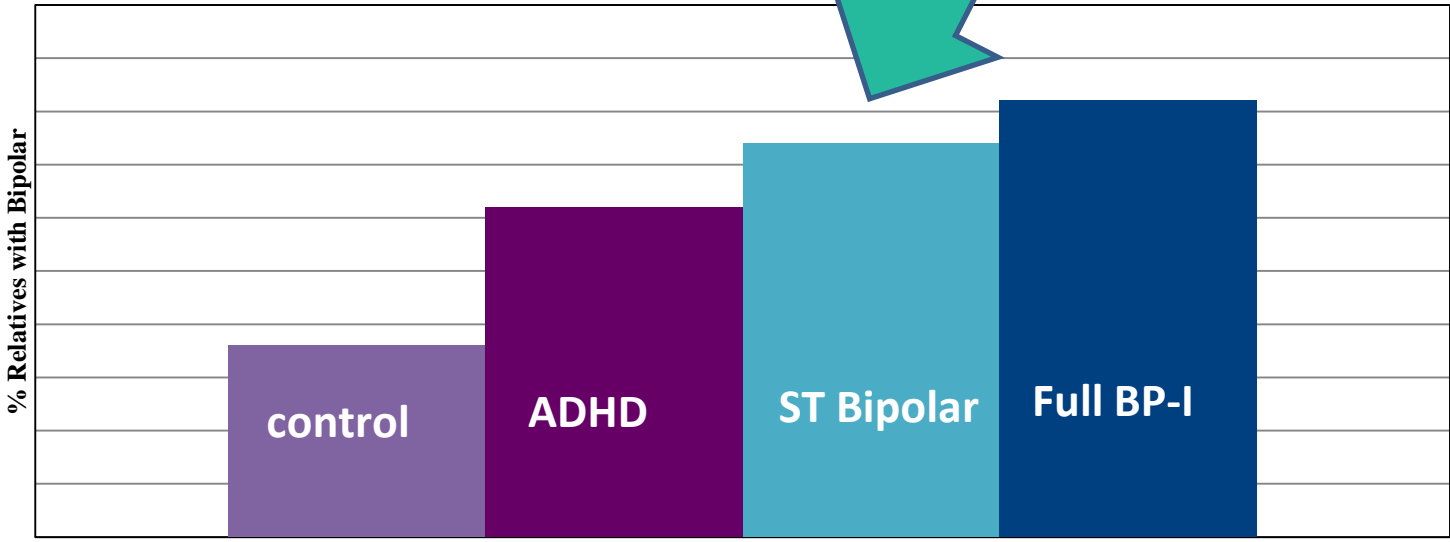 % Relatives with Bipolar
control
ADHD
ST Bipolar
Full BP-I